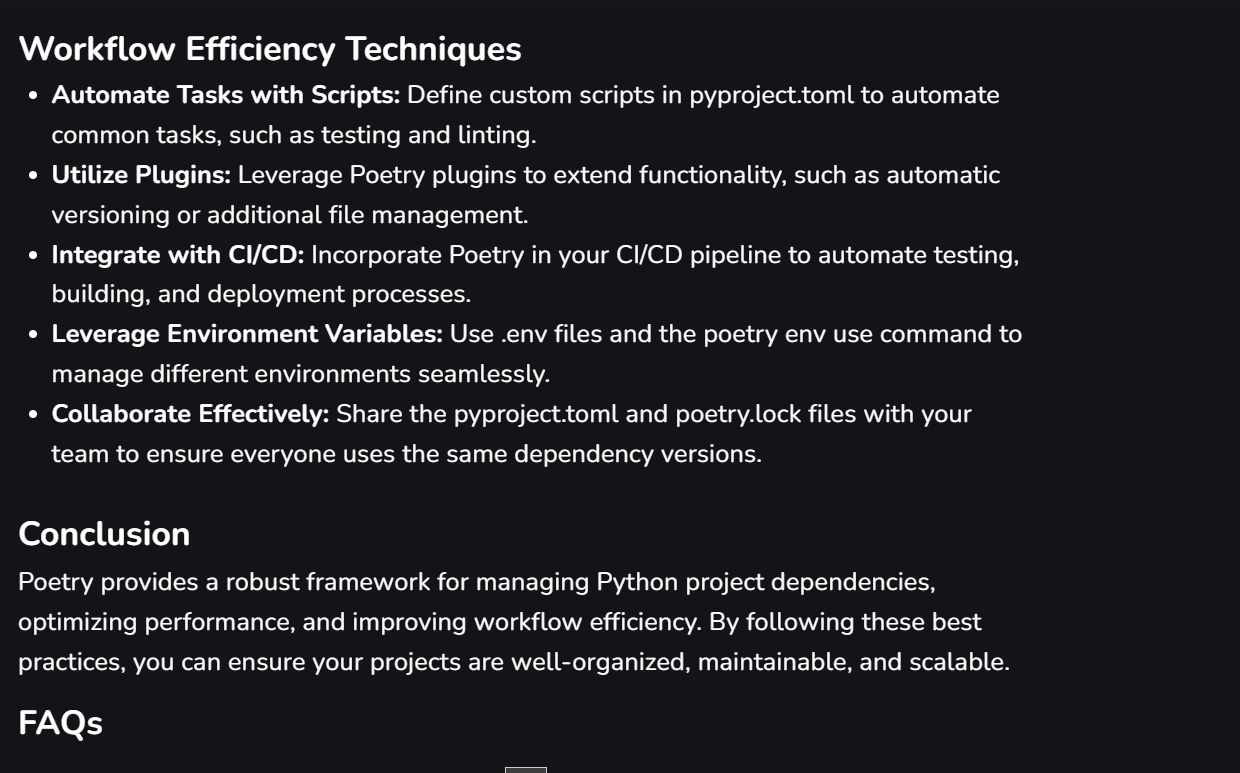 Workflow Efficiency Techniques
• Automate Tasks with Scripts: Define custom scripts in pyproject.toml to automate
common tasks, such as testing and linting.
• Utilize Plugins: Leverage Poetry plugins to extend functionality, such as automatic
versioning or additional file management.
• Integrate with CI/CD: Incorporate Poetry in your CI/CD pipeline to automate testing,
building, and deployment processes.
• Leverage Environment Variables: Use .env files and the poetry env use command to
manage different environments seamlessly.
• Collaborate Effectively: Share the pyproject.toml and poetry.lock files with your
team to ensure everyone uses the same dependency versions.
Conclusion
Poetry provides a robust framework for managing Python project dependencies,
optimizing performance, and improving workflow efficiency. By following these best
practices, you can ensure your projects are well-organized, maintainable, and scalable.
FAQs